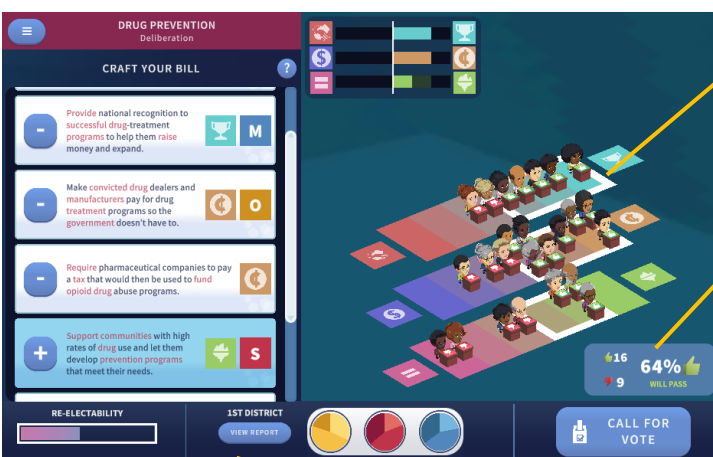 DRUG PREVENTION
Deliberation
CRAFT YOUR BILL
?
Provide national recognition to
successful drug-treatment
programs to help them raise
money and expand.
M
Make convicted drug dealers and
manufacturers pay for drug
treatment programs so the
government doesn't have to.
O
Require pharmaceutical companies to pay
a tax that would then be used to fund
opioid drug abuse programs.
Support communities with high
rates of drug use and let them
develop prevention programs
that meet their needs.
S
16
9
64%
WILL PASS
RE-ELECTABILITY
1ST DISTRICT
VIEW REPORT
CALL FOR
VOTE